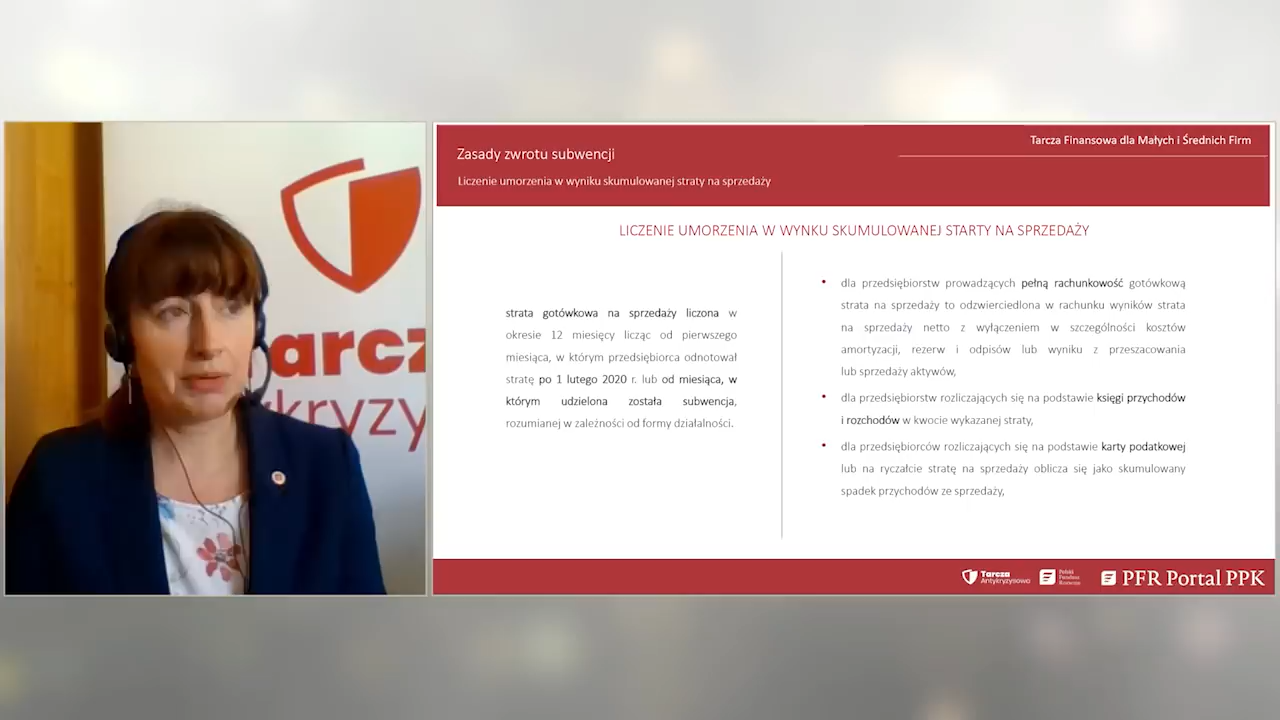 arcz
kryzy
Zasady zwrotu subwencji
Liczenie umorzenia w wyniku skumulowanej straty na sprzedaży
Tarcza Finansowa dla Małych i Średnich Firm
LICZENIE UMORZENIA W WYNKU SKUMULOWANEJ STARTY NA SPRZEDAŻY
strata gotówkowa na sprzedaży liczona w
okresie 12 miesięcy licząc od pierwszego
miesiąca, w którym przedsiębiorca odnotował
stratę po 1 lutego 2020 r. lub od miesiąca, w
którym udzielona została subwencja,
rozumianej w zależności od formy działalności.
• dla przedsiębiorstw prowadzących pełną rachunkowość gotówkową
strata na sprzedaży to odzwierciedlona w rachunku wyników strata
na sprzedaży netto z wyłączeniem w szczególności kosztów
amortyzacji, rezerw i odpisów lub wyniku z przeszacowania
lub sprzedaży aktywów,
• dla przedsiębiorstw rozliczających się na podstawie księgi przychodów
i rozchodów w kwocie wykazanej straty,
• dla przedsiębiorców rozliczających się na podstawie karty podatkowej
lub na ryczałcie stratę na sprzedaży oblicza się jako skumulowany
spadek przychodów ze sprzedaży,
Tarcza
Antykryzysowa
Polski
Fundusz
Rozwoju
PFR Portal PPK